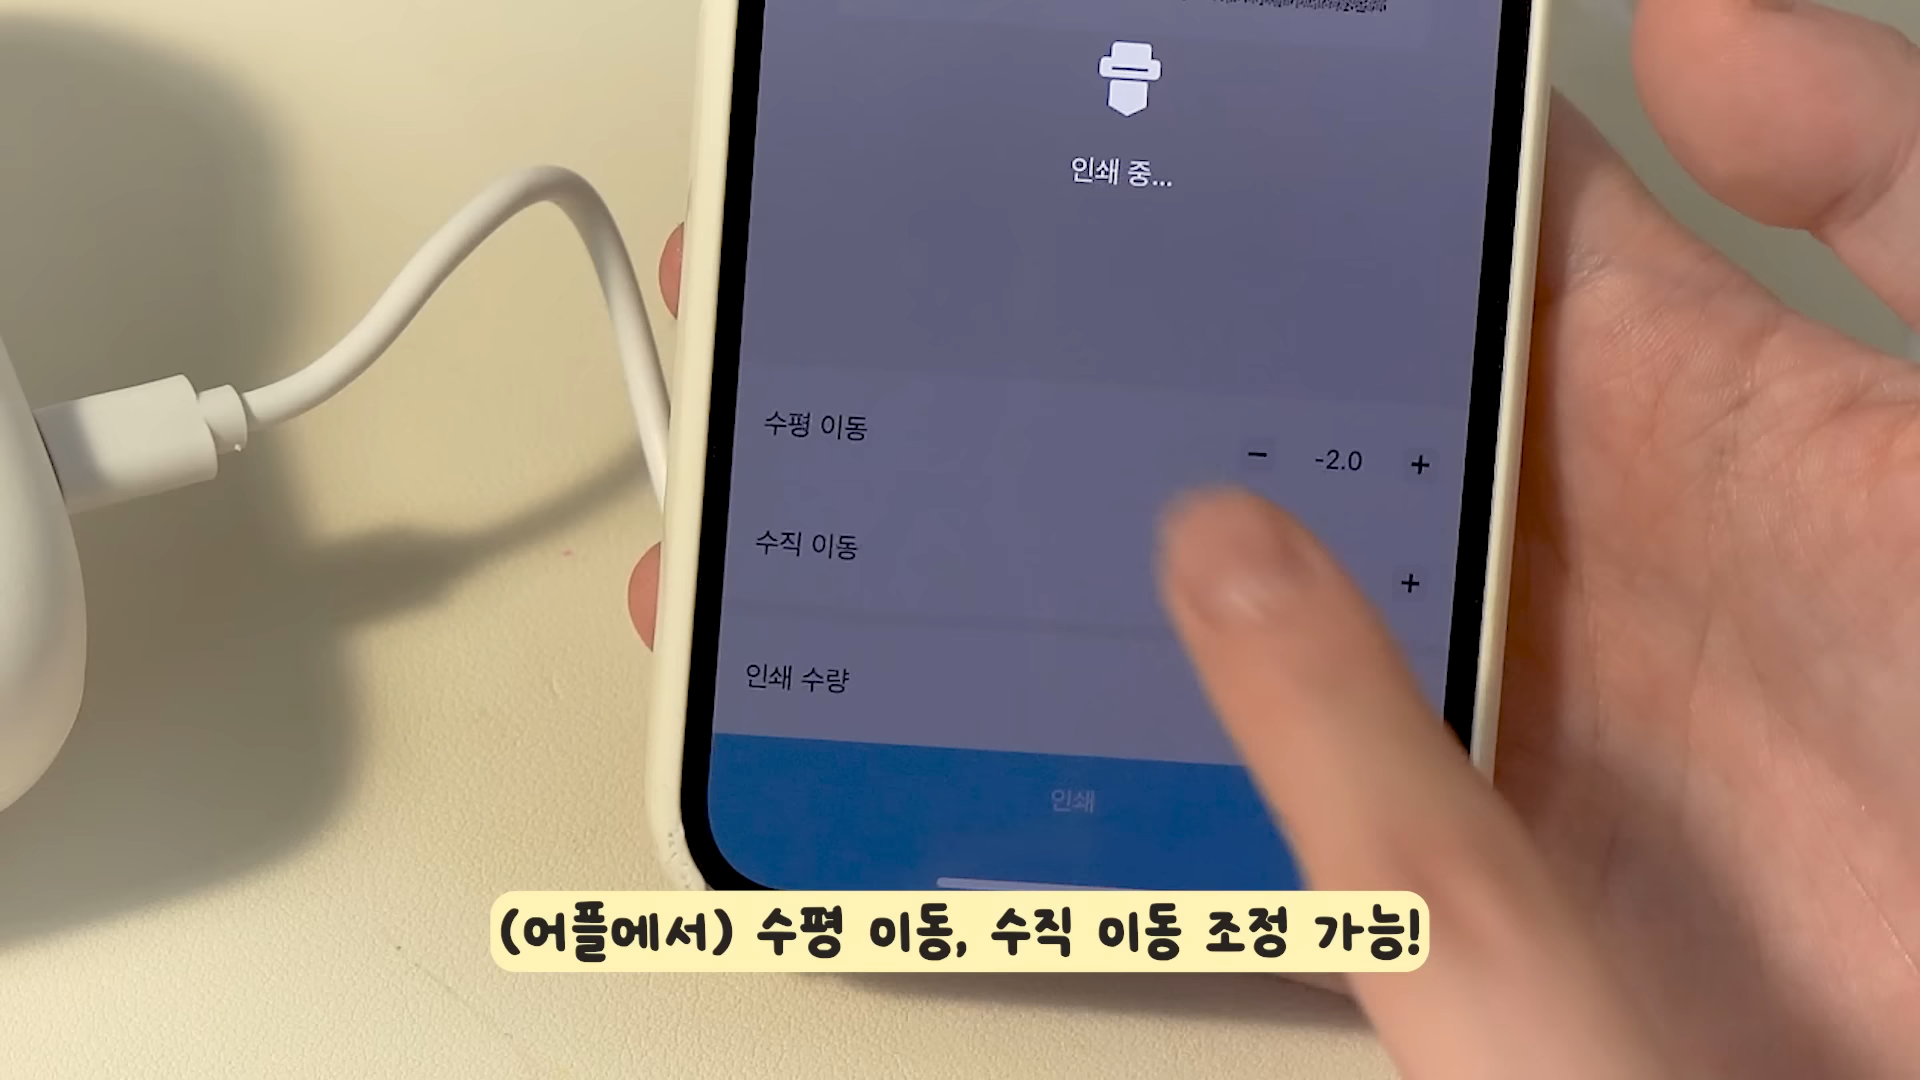 인쇄 중...
수평 이동
− -2.0 +
수직 이동
+
인쇄 수량
인쇄
(어플에서) 수평 이동, 수직 이동 조정 가능!